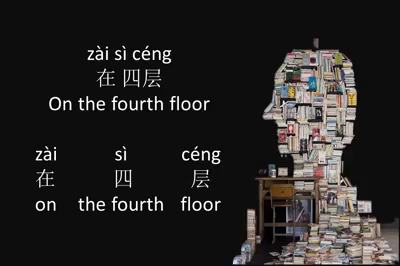 zài sì céng
在 四层
On the fourth floor
zài sì céng
在 四 层
on the fourth floor